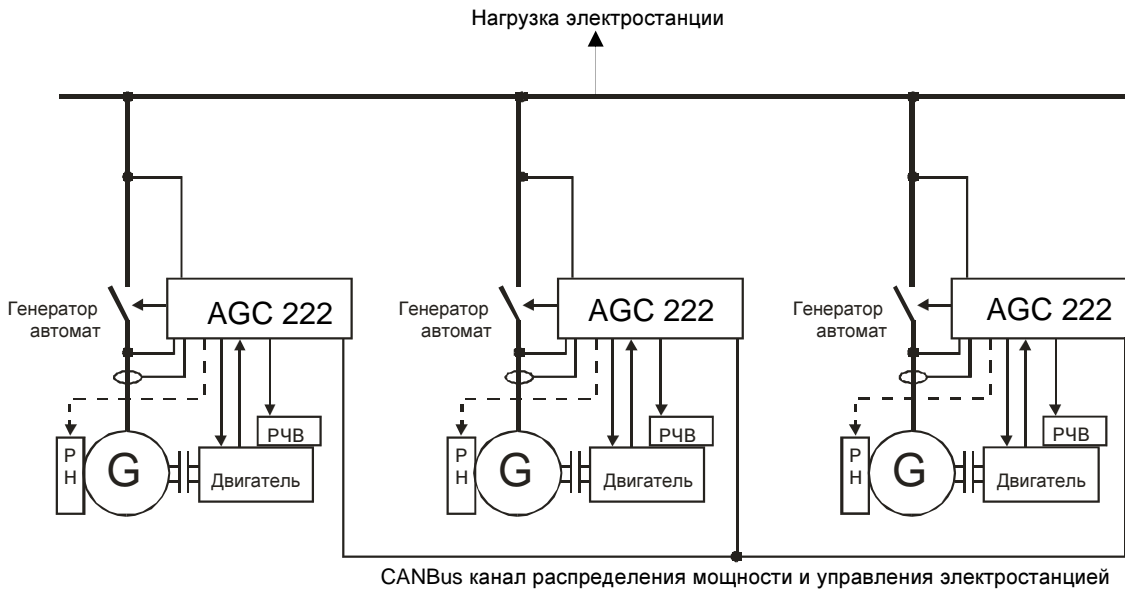 Нагрузка электростанции
Генератор
автомат
AGC 222
Генератор
автомат
AGC 222
Генератор
автомат
AGC 222
Р
Н
G
РЧВ
Двигатель
Р
Н
G
РЧВ
Двигатель
Р
Н
G
РЧВ
Двигатель
CANBus канал распределения мощности и управления электростанцией